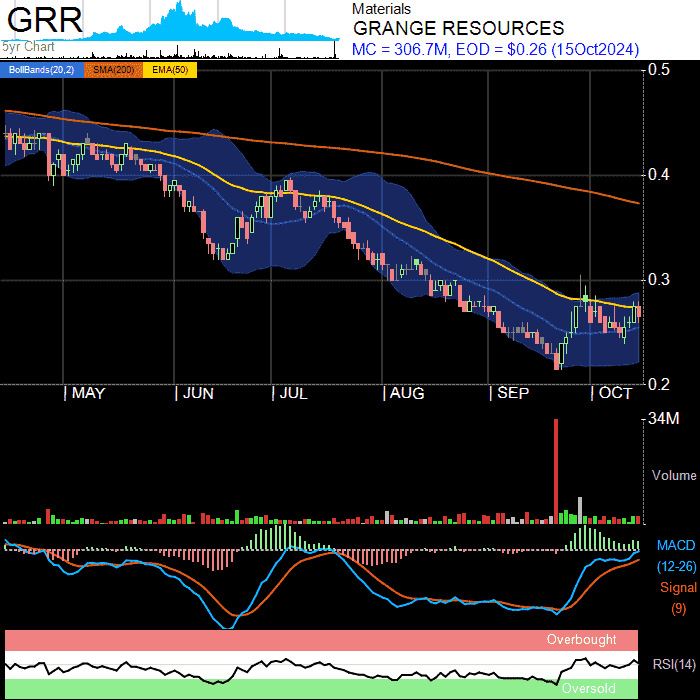 GRR
5yr Chart
Materials
GRANGE RESOURCES
MC = 306.7M, EOD = $0.26 (15Oct2024)
BollBands(20,2) SMA(200) EMA(50)
0.5
0.4
0.3
0.2
MAY JUN JUL AUG SEP OCT
34M
Volume
MACD
(12-26)
Signal
(9)
Overbought
RSI(14)
Oversold